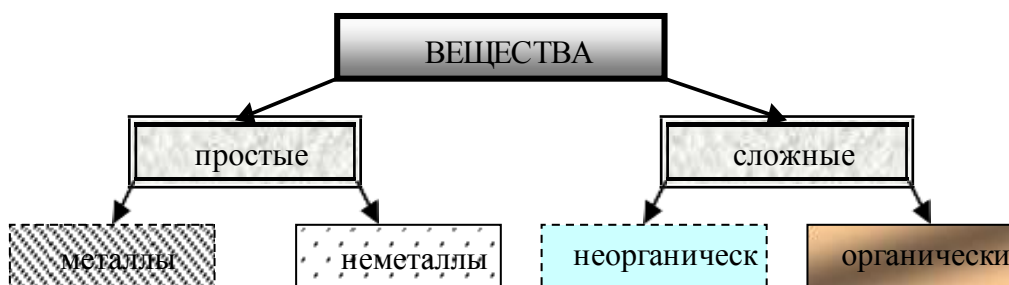 ВЕЩЕСТВА
простые
сложные
металлы
неметаллы
неорганическ
органически